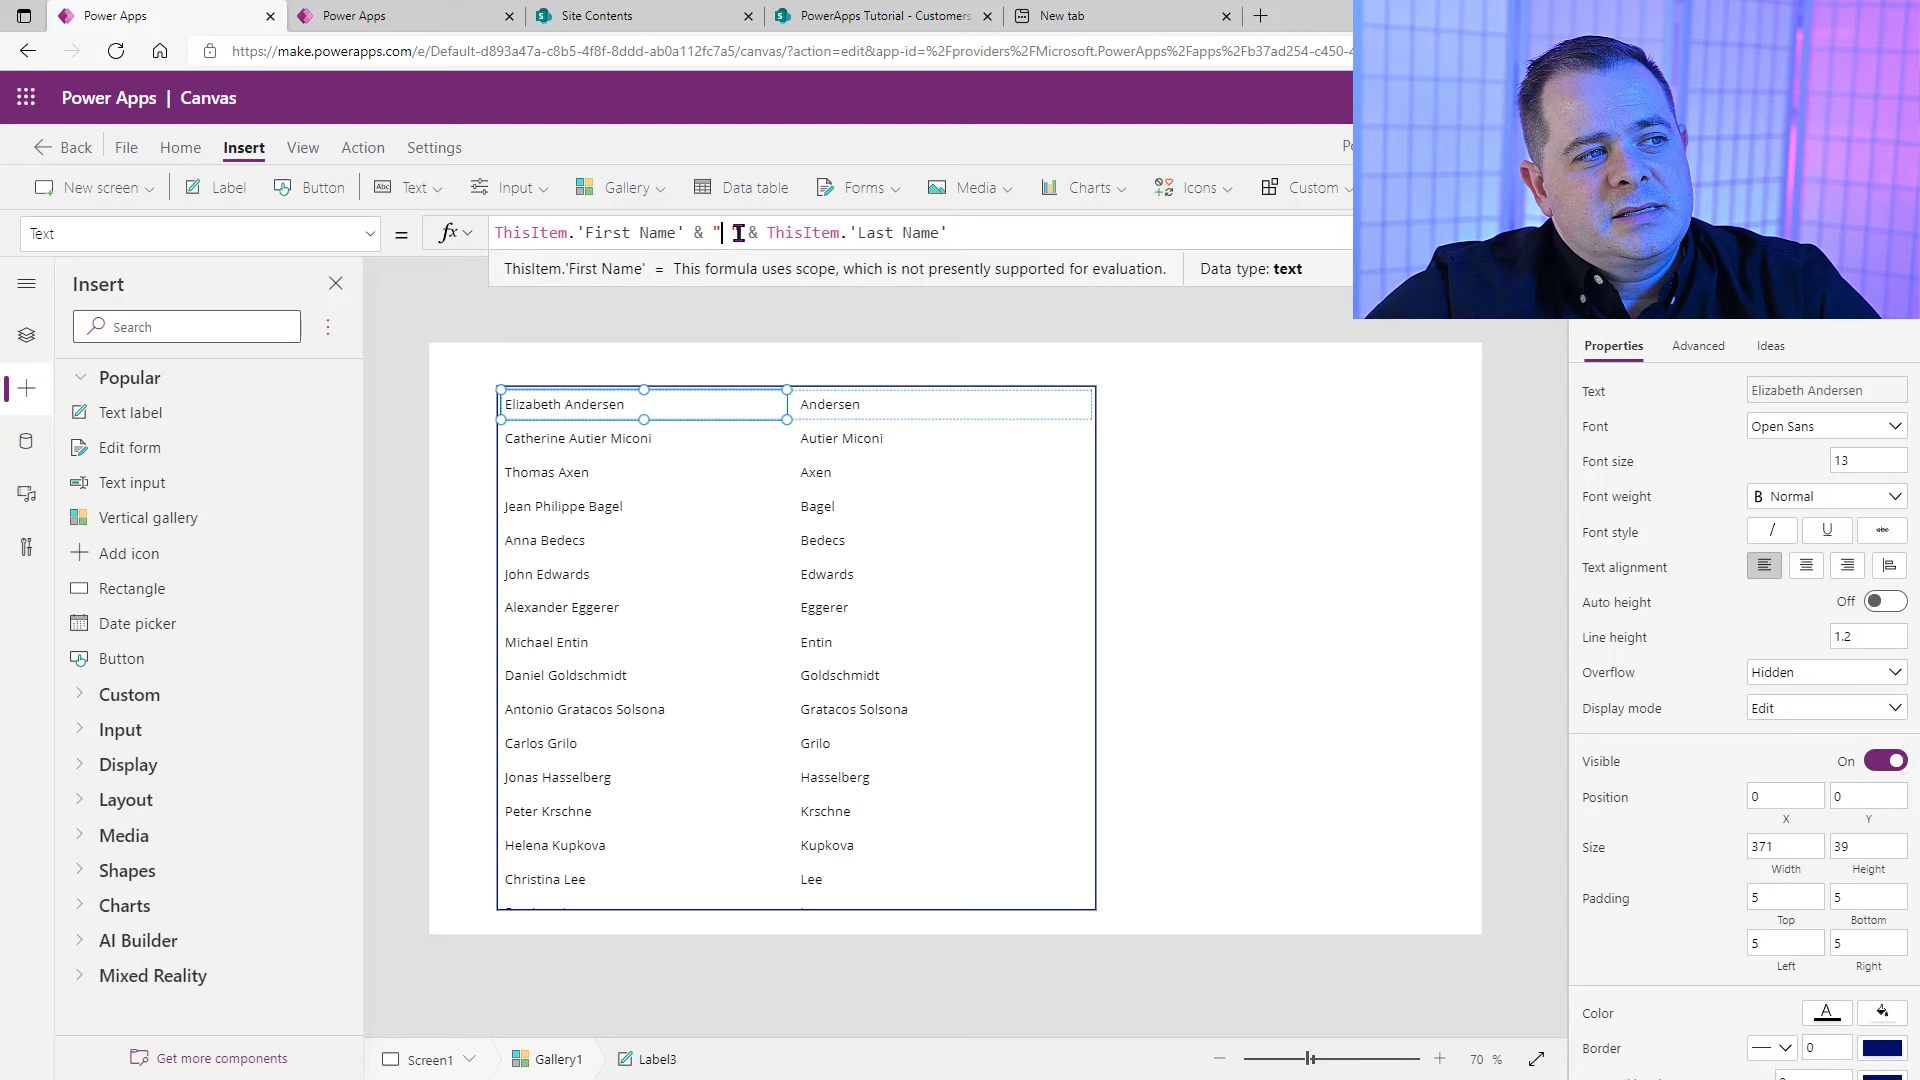 Power Apps
Power Apps
Site Contents
PowerApps Tutorial - Customers
New tab
https://make.powerapps.com/e/Default-d893a47a-c8b5-4f8f-8ddd-ab0a112fc7a5/canvas/?action=edit&app-id=%2Fproviders%2FMicrosoft.PowerApps%2Fapps%2Fb37ad254-c450-4
Power Apps | Canvas
Back File Home Insert View Action Settings
New screen Label Button Abc Text Input Gallery Data table Forms Media Charts Icons Custom
Text = fx ThisItem.'First Name' & " " & ThisItem.'Last Name'
ThisItem.'First Name' = This formula uses scope, which is not presently supported for evaluation. Data type: text
Insert
Search
Popular
Text label
Edit form
Text input
Vertical gallery
Add icon
Rectangle
Date picker
Button
Custom
Input
Display
Layout
Media
Shapes
Charts
AI Builder
Mixed Reality
Get more components
Elizabeth Andersen Andersen
Catherine Autier Miconi Autier Miconi
Thomas Axen Axen
Jean Philippe Bagel Bagel
Anna Bedecs Bedecs
John Edwards Edwards
Alexander Eggerer Eggerer
Michael Entin Entin
Daniel Goldschmidt Goldschmidt
Antonio Gratacos Solsona Gratacos Solsona
Carlos Grilo Grilo
Jonas Hasselberg Hasselberg
Peter Krschne Krschne
Helena Kupkova Kupkova
Christina Lee Lee
Screen1 Gallery1 Label3
70 %
Properties Advanced Ideas
Text Elizabeth Andersen
Font Open Sans
Font size 13
Font weight B Normal
Font style / U abc
Text alignment
Auto height Off
Line height 1.2
Overflow Hidden
Display mode Edit
Visible On
Position 0 0
X Y
Size 371 39
Width Height
Padding 5 5
Top Bottom
5 5
Left Right
Color A
Border 0